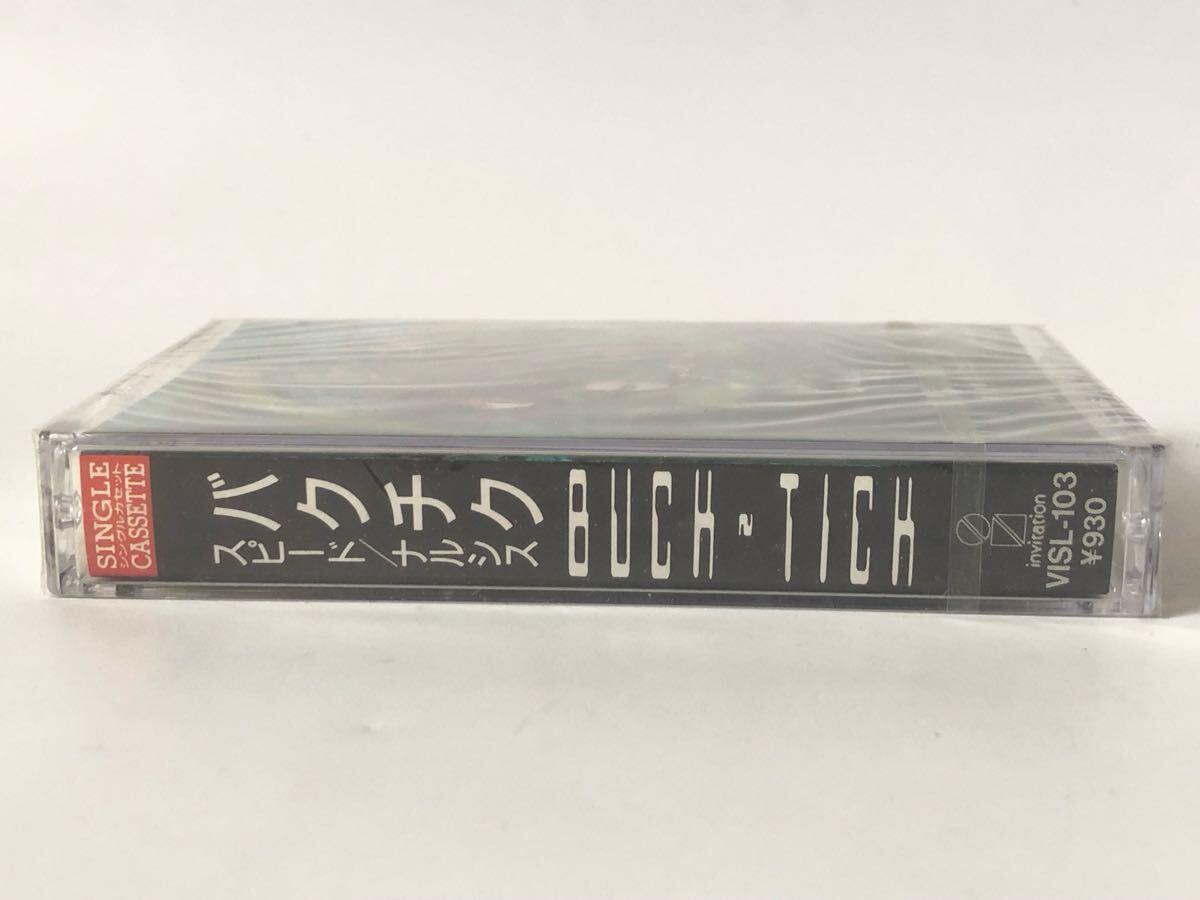 SINGLE
シングルカセット
CASSETTE
バクチク
スピード/ナルシス
BUCK-TICK
invitation
VISL-103
¥930